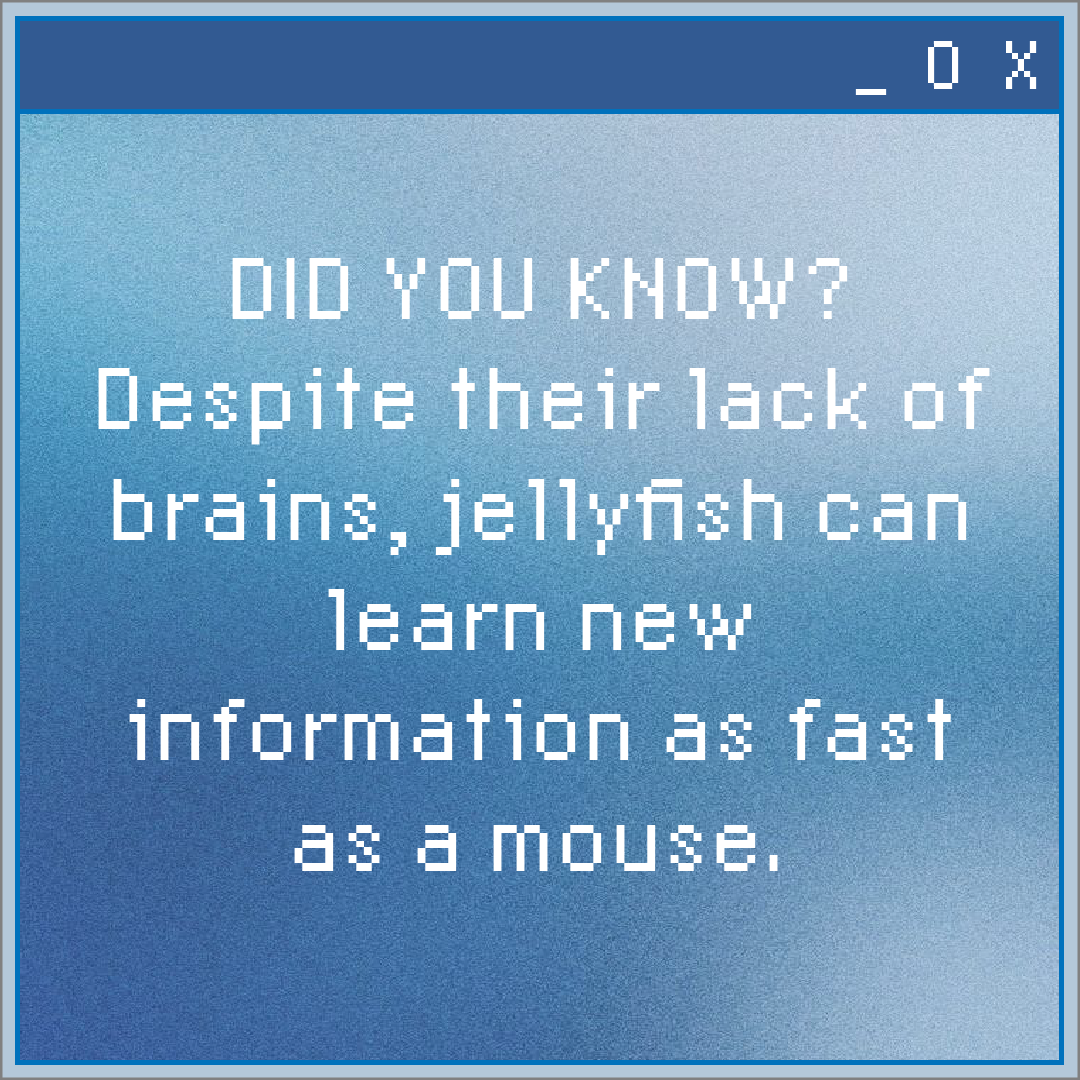 _ O X
DID YOU KNOW?
Despite their lack of
brains, jellyfish can
learn new
information as fast
as a mouse.